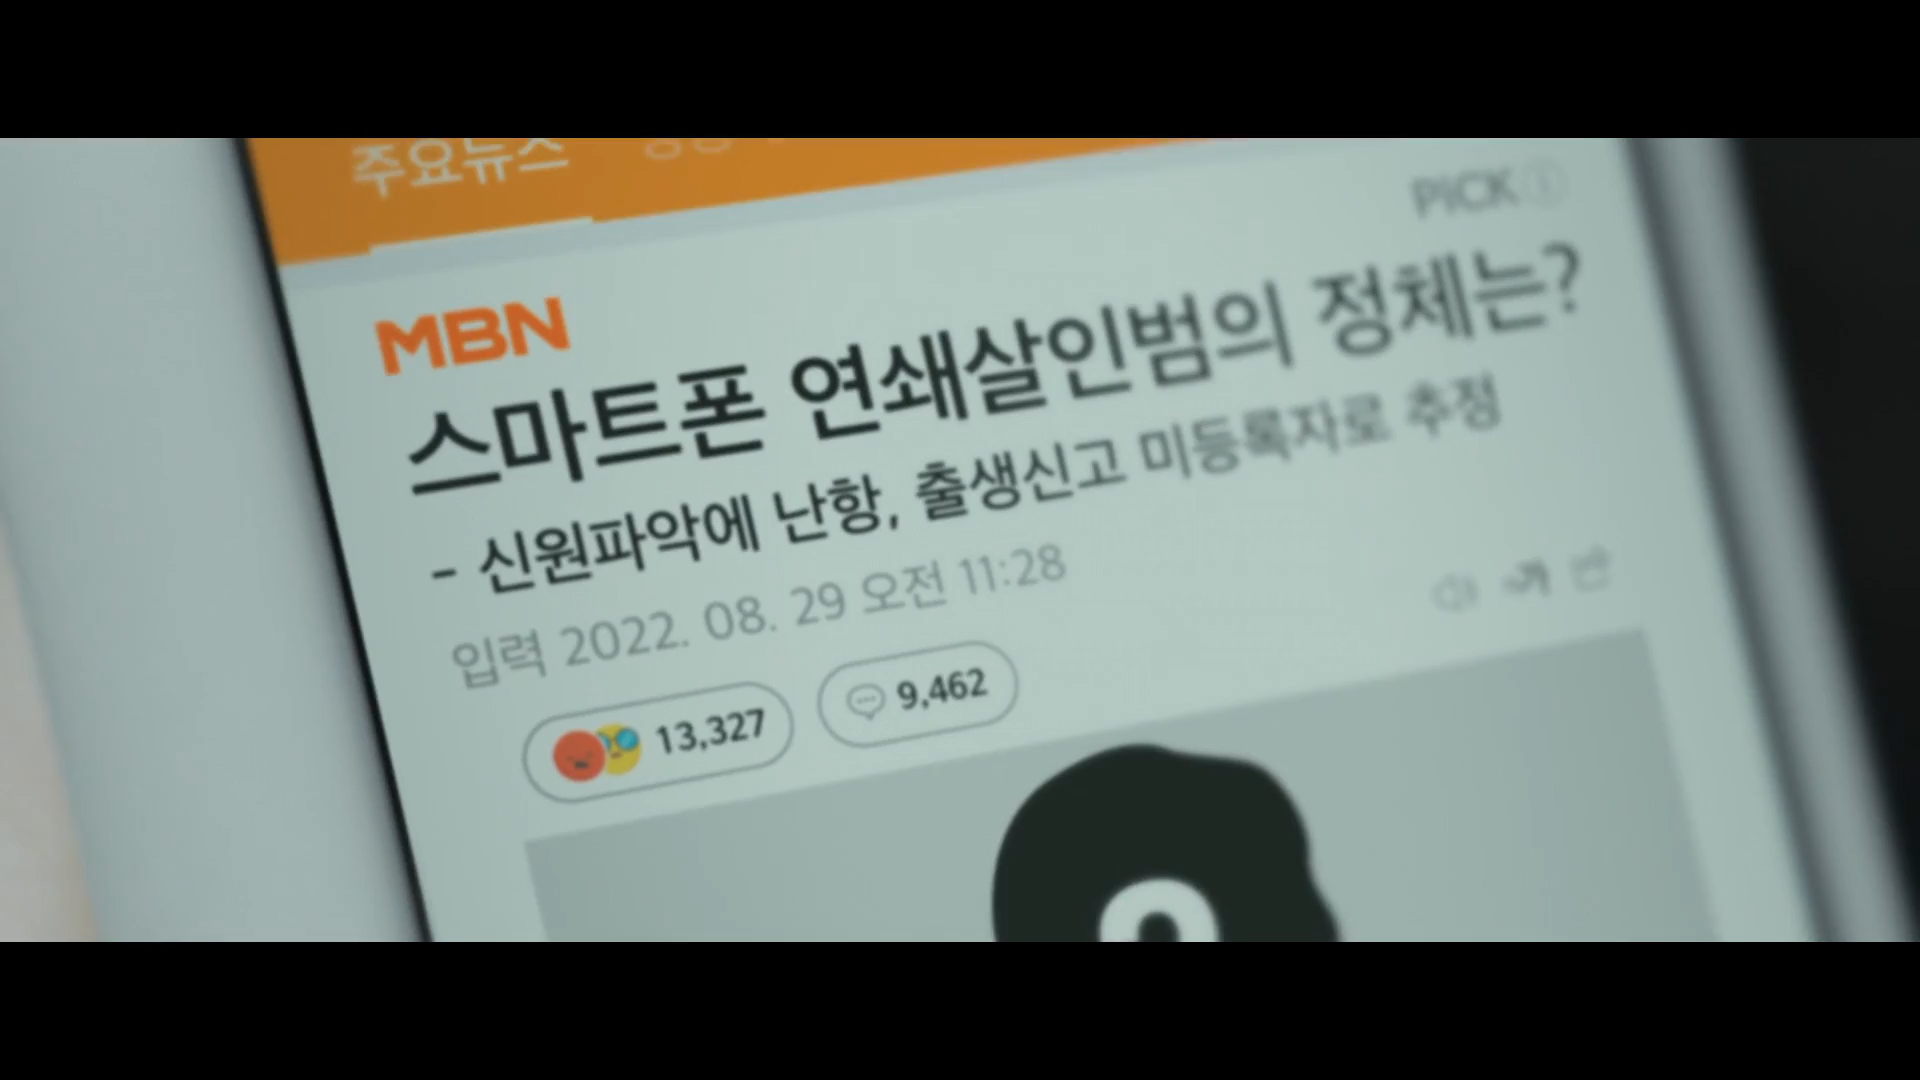 주요뉴스
PICK
MBN
스마트폰 연쇄살인범의 정체는?
- 신원파악에 난항, 출생신고 미등록자로 추정
입력 2022. 08. 29 오전 11:28
13,327
9,462
?